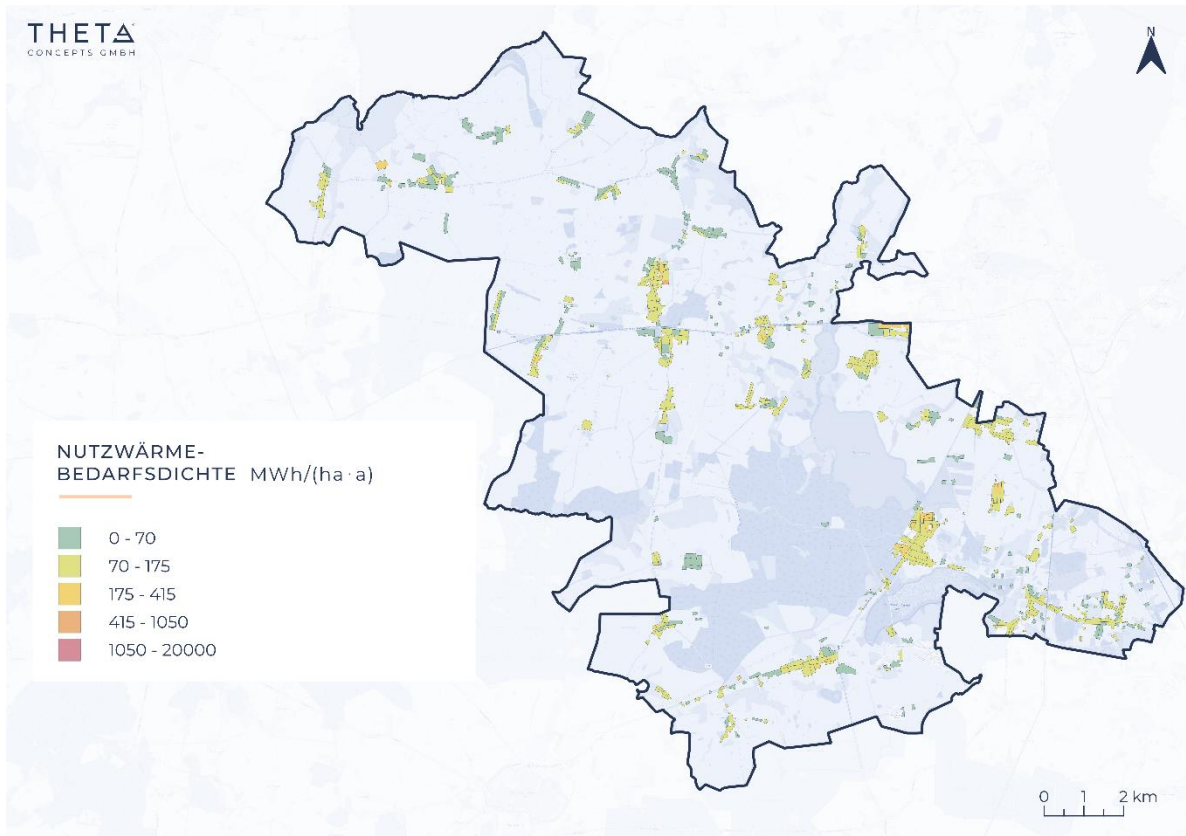 THETA
CONCEPTS GMBH
N
NUTZWÄRME-
BEDARFSDICHTE MWh/(ha·a)
0 - 70
70 - 175
175 - 415
415 - 1050
1050 - 20000
0 1 2 km